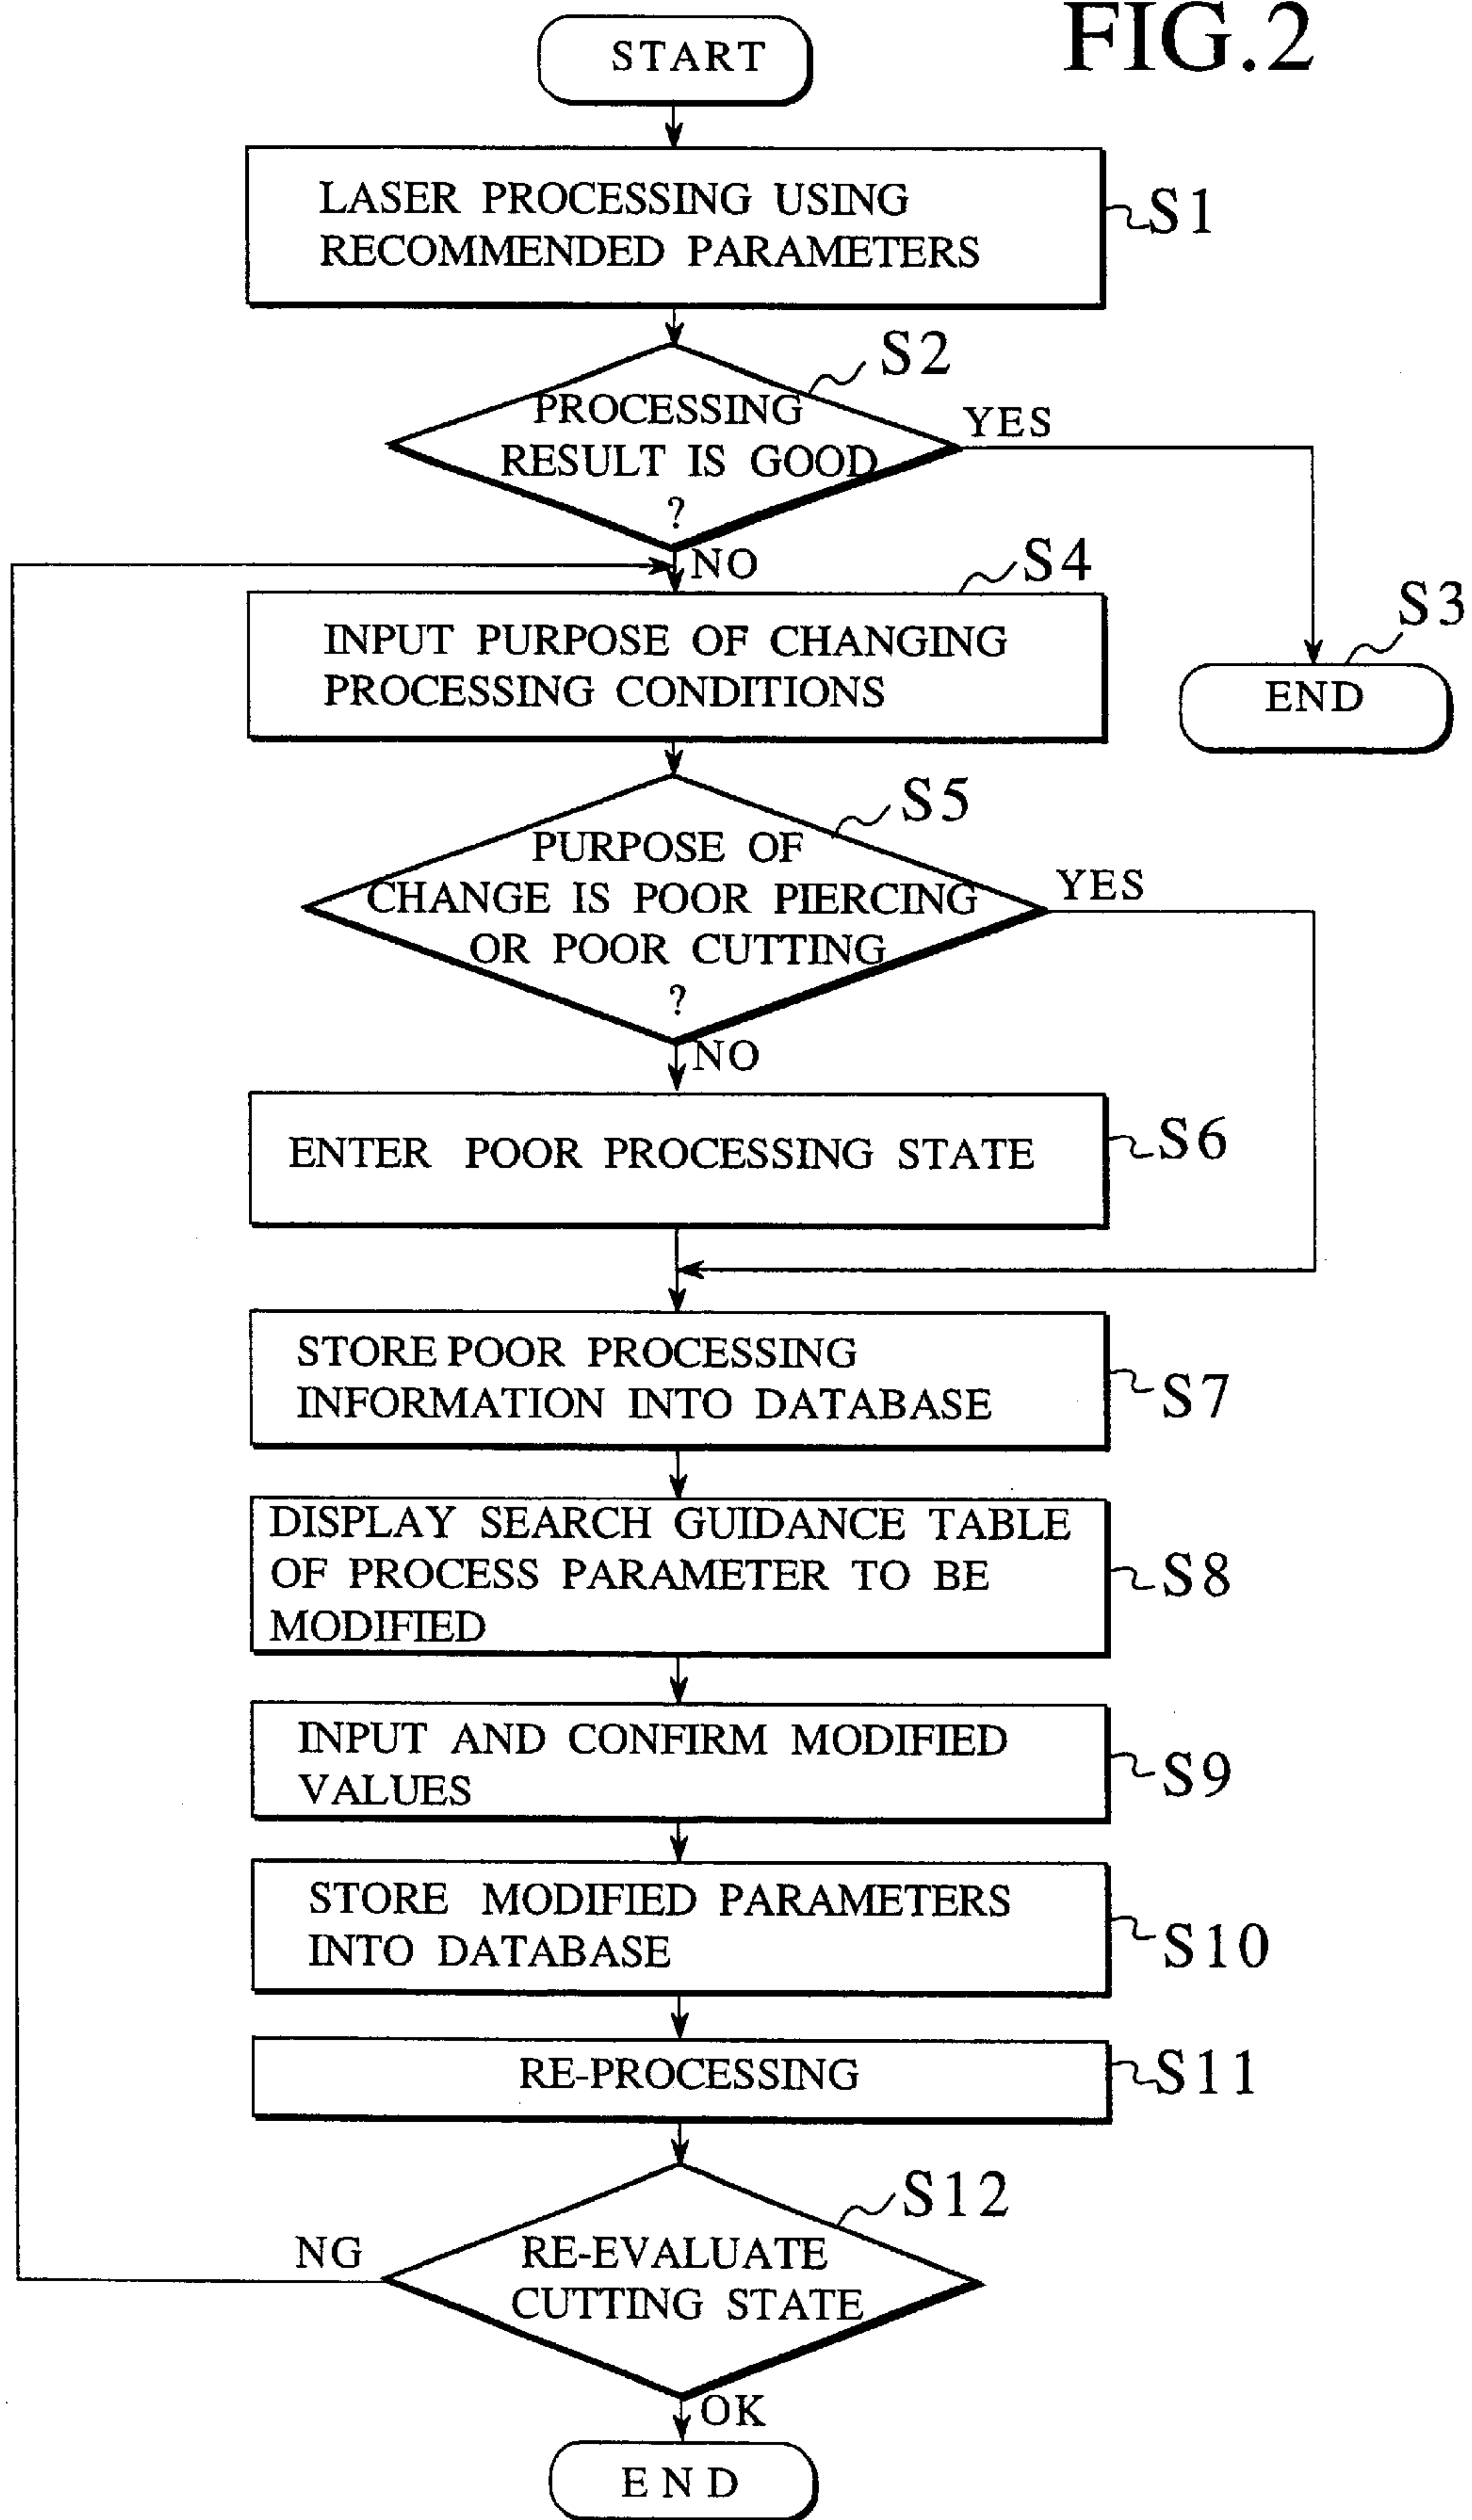 FIG.2
START
LASER PROCESSING USING
RECOMMENDED PARAMETERS
S1
S2
PROCESSING
RESULT IS GOOD
?
YES
NO
S4
S3
INPUT PURPOSE OF CHANGING
PROCESSING CONDITIONS
END
S5
PURPOSE OF
CHANGE IS POOR PIERCING
OR POOR CUTTING
?
YES
NO
ENTER POOR PROCESSING STATE
S6
STORE POOR PROCESSING
INFORMATION INTO DATABASE
S7
DISPLAY SEARCH GUIDANCE TABLE
OF PROCESS PARAMETER TO BE
MODIFIED
S8
INPUT AND CONFIRM MODIFIED
VALUES
S9
STORE MODIFIED PARAMETERS
INTO DATABASE
S10
RE-PROCESSING
S11
S12
NG
RE-EVALUATE
CUTTING STATE
OK
END